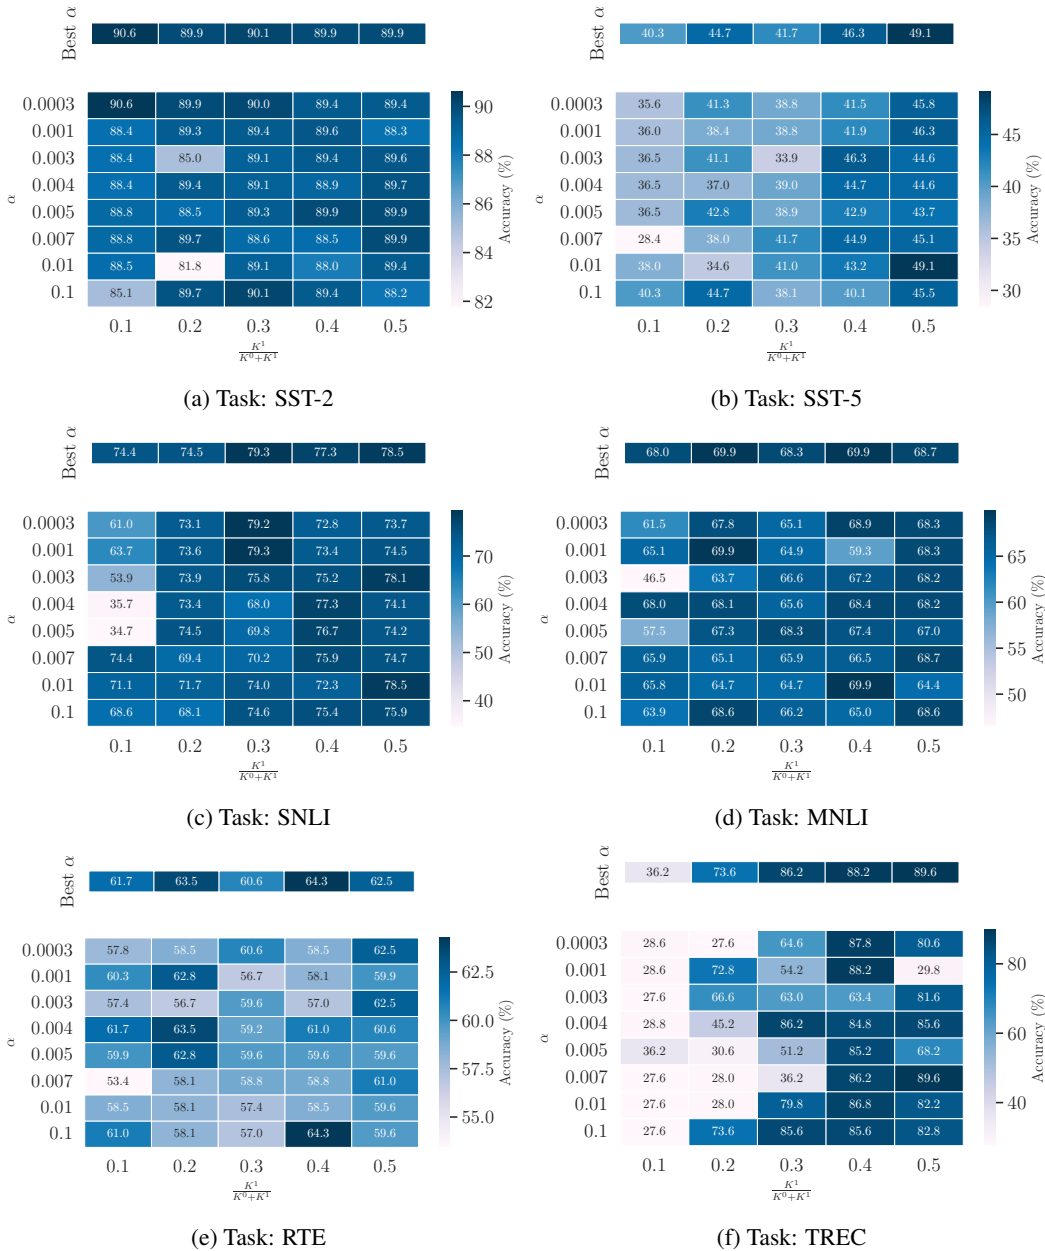 Best α
90.6 89.9 90.1 89.9 89.9
α
0.0003 90.6 89.9 90.0 89.4 89.4
0.001 88.4 89.3 89.4 89.6 88.3
0.003 88.4 85.0 89.1 89.4 89.6
0.004 88.4 89.4 89.1 88.9 89.7
0.005 88.8 88.5 89.3 89.9 89.9
0.007 88.8 89.7 88.6 88.5 89.9
0.01 88.5 81.8 89.1 88.0 89.4
0.1 85.1 89.7 90.1 89.4 88.2
0.1 0.2 0.3 0.4 0.5
K¹/(K⁰+K¹)
90
88
86
84
82
Accuracy (%)
(a) Task: SST-2
Best α
40.3 44.7 41.7 46.3 49.1
0.0003 35.6 41.3 38.8 41.5 45.8
0.001 36.0 38.4 38.8 41.9 46.3
0.003 36.5 41.1 33.9 46.3 44.6
0.004 36.5 37.0 39.0 44.7 44.6
0.005 36.5 42.8 38.9 42.9 43.7
0.007 28.4 38.0 41.7 44.9 45.1
0.01 38.0 34.6 41.0 43.2 49.1
0.1 40.3 44.7 38.1 40.1 45.5
α
0.1 0.2 0.3 0.4 0.5
K¹/(K⁰+K¹)
45
40
35
30
Accuracy (%)
(b) Task: SST-5
Best α
74.4 74.5 79.3 77.3 78.5
0.0003 61.0 73.1 79.2 72.8 73.7
0.001 63.7 73.6 79.3 73.4 74.5
0.003 53.9 73.9 75.8 75.2 78.1
0.004 35.7 73.4 68.0 77.3 74.1
0.005 34.7 74.5 69.8 76.7 74.2
0.007 74.4 69.4 70.2 75.9 74.7
0.01 71.1 71.7 74.0 72.3 78.5
0.1 68.6 68.1 74.6 75.4 75.9
α
0.1 0.2 0.3 0.4 0.5
K¹/(K⁰+K¹)
70
60
50
40
Accuracy (%)
(c) Task: SNLI
Best α
68.0 69.9 68.3 69.9 68.7
0.0003 61.5 67.8 65.1 68.9 68.3
0.001 65.1 69.9 64.9 59.3 68.3
0.003 46.5 63.7 66.6 67.2 68.2
0.004 68.0 68.1 65.6 68.4 68.2
0.005 57.5 67.3 68.3 67.4 67.0
0.007 65.9 65.1 65.9 66.5 68.7
0.01 65.8 64.7 64.7 69.9 64.4
0.1 63.9 68.6 66.2 65.0 68.6
α
0.1 0.2 0.3 0.4 0.5
K¹/(K⁰+K¹)
65
60
55
50
Accuracy (%)
(d) Task: MNLI
Best α
61.7 63.5 60.6 64.3 62.5
0.0003 57.8 58.5 60.6 58.5 62.5
0.001 60.3 62.8 56.7 58.1 59.9
0.003 57.4 56.7 59.6 57.0 62.5
0.004 61.7 63.5 59.2 61.0 60.6
0.005 59.9 62.8 59.6 59.6 59.6
0.007 53.4 58.1 58.8 58.8 61.0
0.01 58.5 58.1 57.4 58.5 59.6
0.1 61.0 58.1 57.0 64.3 59.6
α
0.1 0.2 0.3 0.4 0.5
K¹/(K⁰+K¹)
62.5
60.0
57.5
55.0
Accuracy (%)
(e) Task: RTE
Best α
36.2 73.6 86.2 88.2 89.6
0.0003 28.6 27.6 64.6 87.8 80.6
0.001 28.6 72.8 54.2 88.2 29.8
0.003 27.6 66.6 63.0 63.4 81.6
0.004 28.8 45.2 86.2 84.8 85.6
0.005 36.2 30.6 51.2 85.2 68.2
0.007 27.6 28.0 36.2 86.2 89.6
0.01 27.6 28.0 79.8 86.8 82.2
0.1 27.6 73.6 85.6 85.6 82.8
α
0.1 0.2 0.3 0.4 0.5
K¹/(K⁰+K¹)
80
60
40
Accuracy (%)
(f) Task: TREC